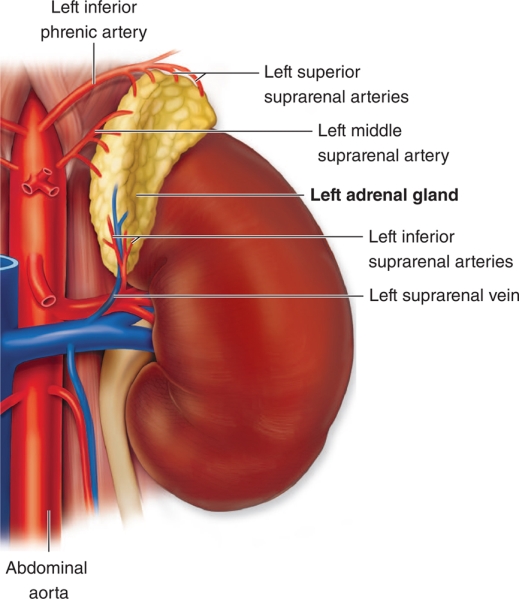 Left inferior
phrenic artery
Left superior
suprarenal arteries
Left middle
suprarenal artery
Left adrenal gland
Left inferior
suprarenal arteries
Left suprarenal vein
Abdominal
aorta